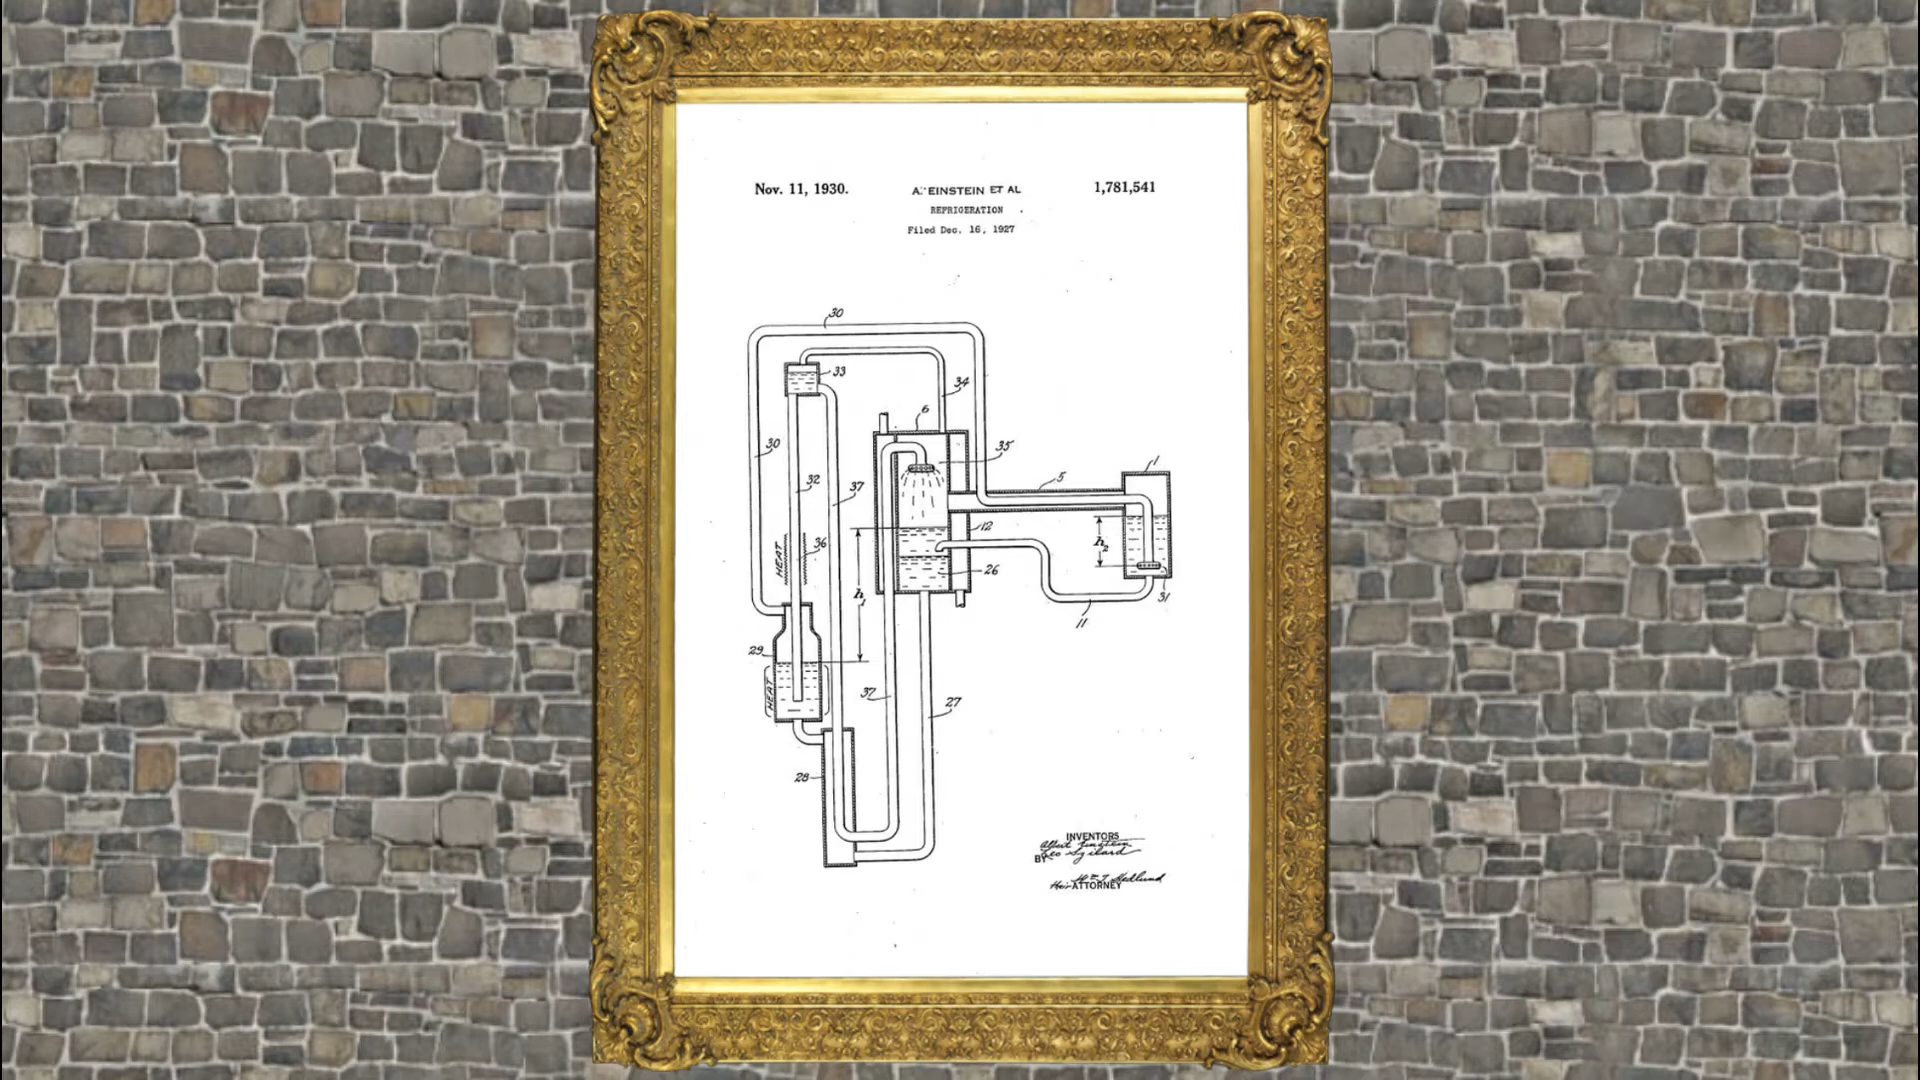 Nov. 11, 1930.
A. EINSTEIN ET AL
1,781,541
REFRIGERATION
Filed Dec. 16, 1927
30
33
34
6
30
35
1
5
32
37
12
HEAT
36
h2
26
h1
31
11
29
HEAT
37
27
28
INVENTORS
Albert Einstein
BY Leo Szilard
ATTORNEY